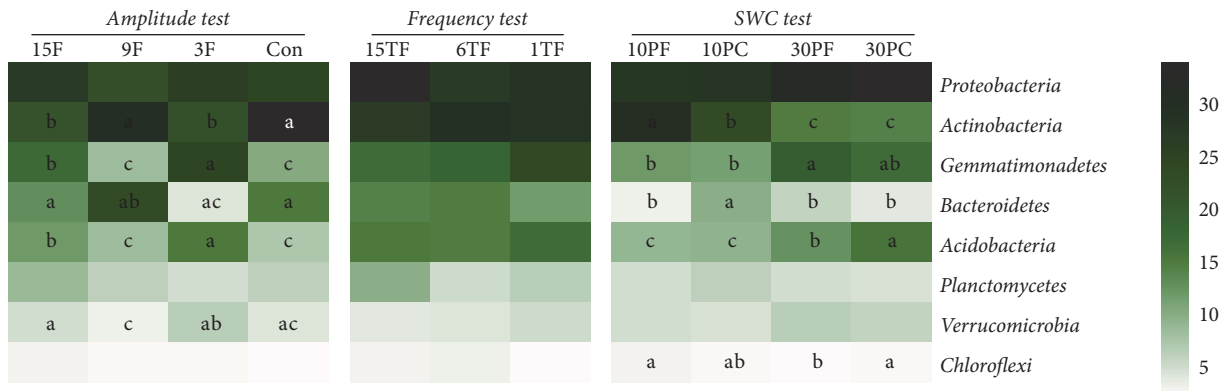 Amplitude test Frequency test SWC test
15F 9F 3F Con 15TF 6TF 1TF 10PF 10PC 30PF 30PC
Proteobacteria
30
b a b a a b c c Actinobacteria
25
b c a c b b a ab Gemmatimonadetes
20
a ab ac a b a b b Bacteroidetes
b c a c c c b a Acidobacteria
15
Planctomycetes
10
a c ab ac Verrucomicrobia
a ab b a Chloroflexi
5